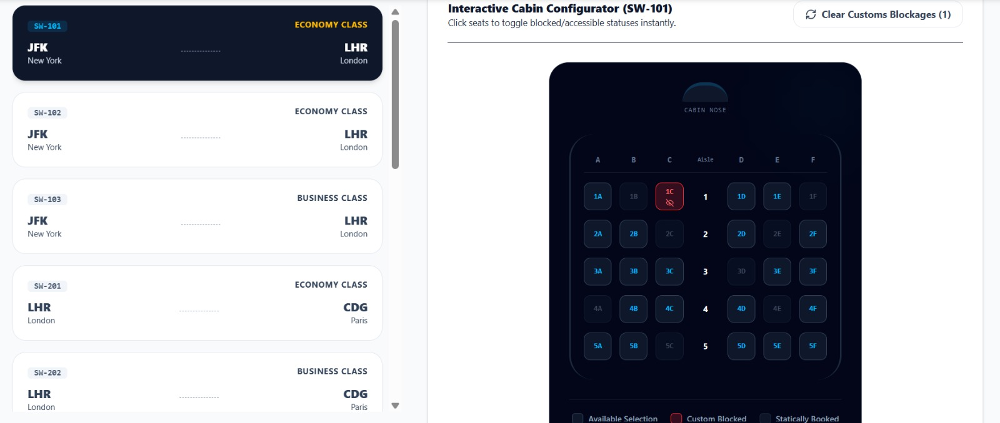 SW-101
ECONOMY CLASS
JFK
LHR
New York
London
SW-102
ECONOMY CLASS
JFK
LHR
New York
London
SW-103
BUSINESS CLASS
JFK
LHR
New York
London
SW-201
ECONOMY CLASS
LHR
CDG
London
Paris
SW-202
BUSINESS CLASS
LHR
CDG
London
Paris
Interactive Cabin Configurator (SW-101)
Click seats to toggle blocked/accessible statuses instantly.
Clear Customs Blockages (1)
CABIN NOSE
A B C Aisle D E F
1A 1B 1C 1 1D 1E 1F
2A 2B 2C 2 2D 2E 2F
3A 3B 3C 3 3D 3E 3F
4A 4B 4C 4 4D 4E 4F
5A 5B 5C 5 5D 5E 5F
Available Selection Custom Blocked Statically Booked